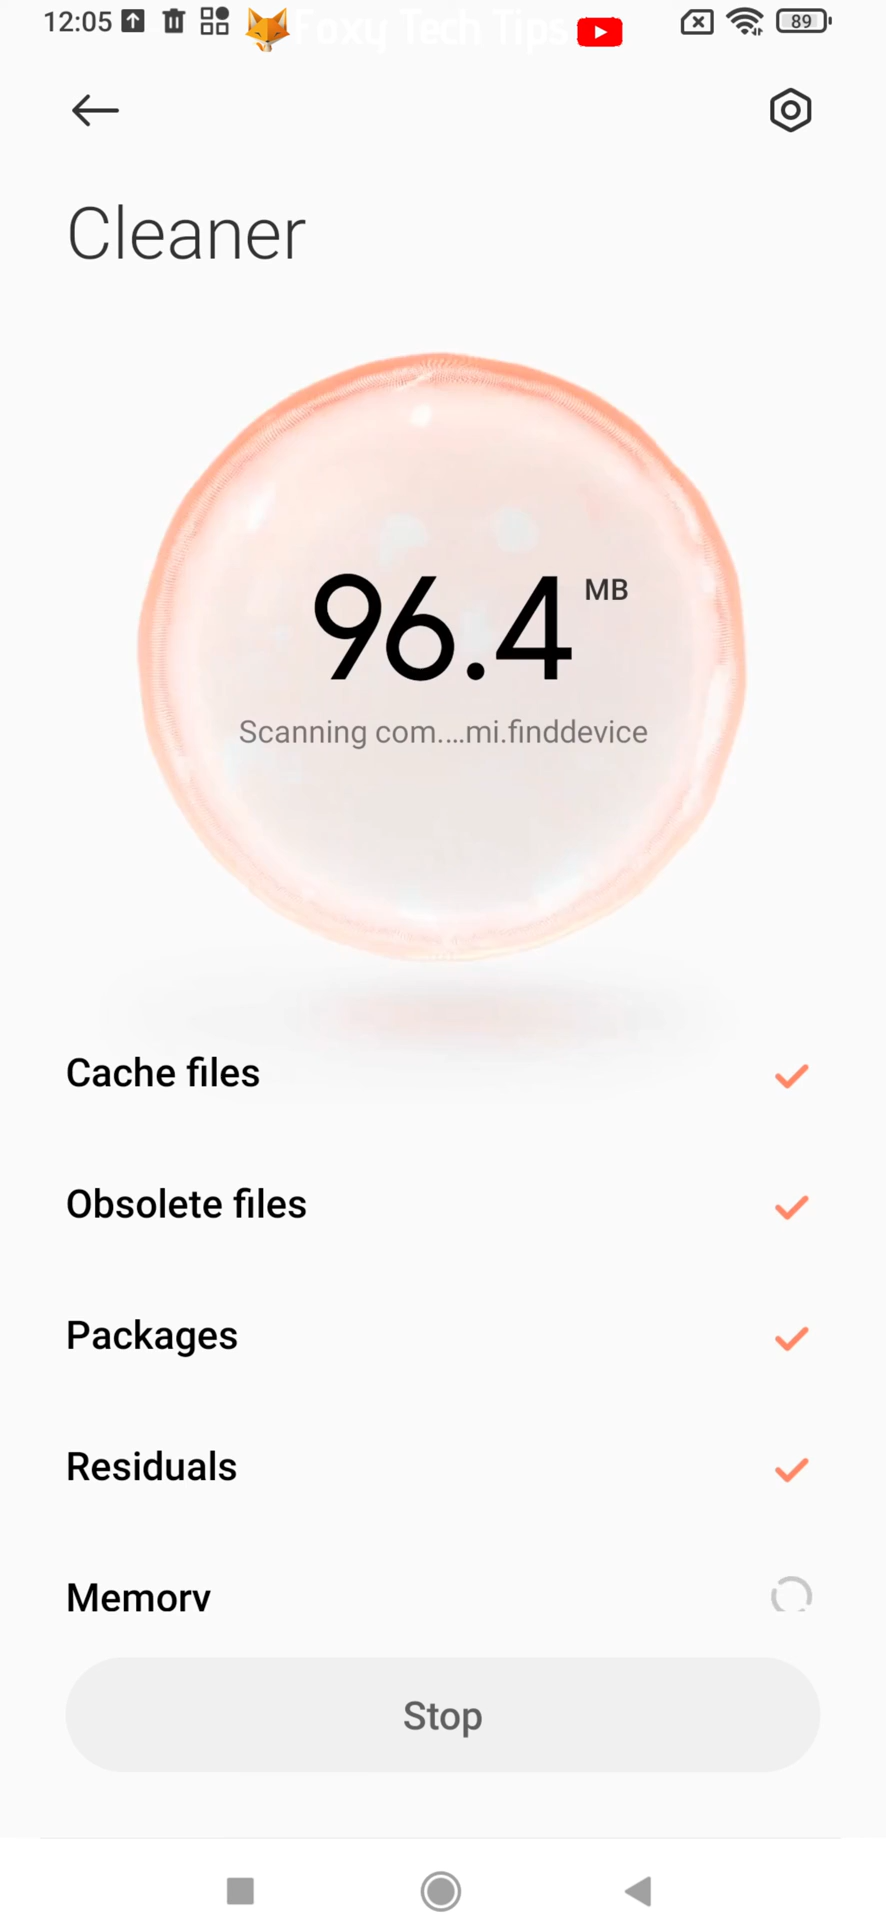 12:05 Foxy Tech Tips 89
Cleaner
96.4 MB
Scanning com....mi.finddevice
Cache files
Obsolete files
Packages
Residuals
Memory
Stop